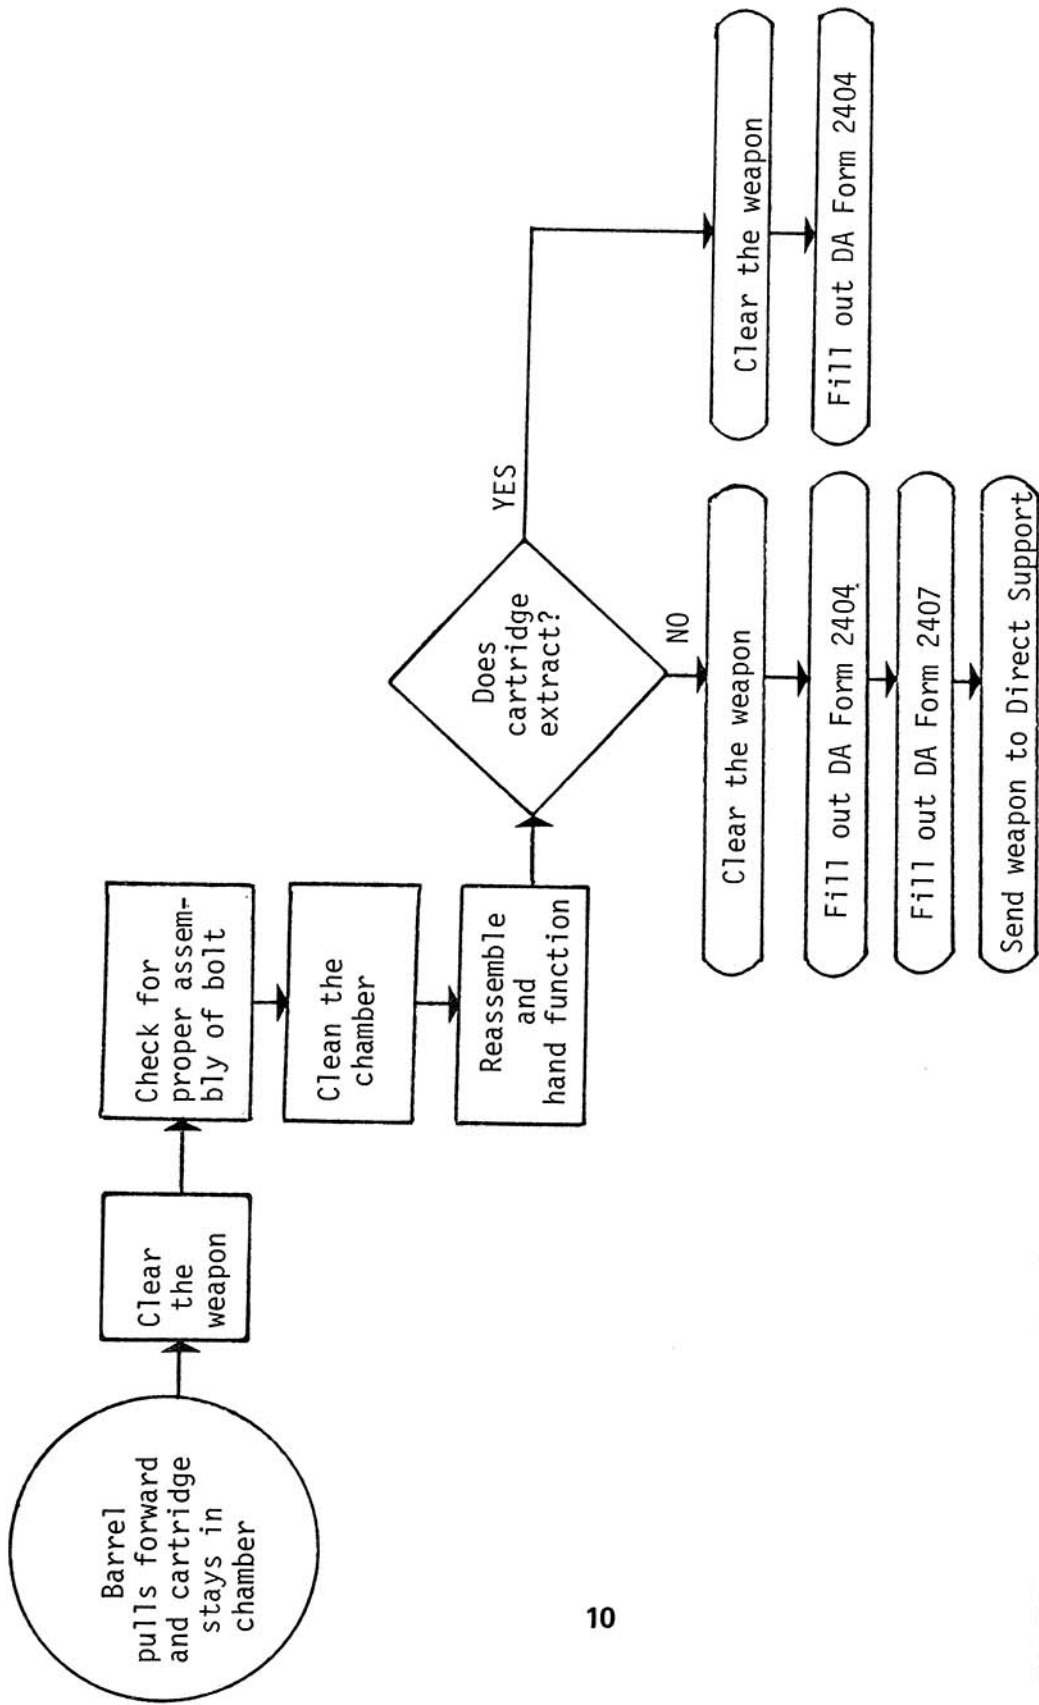 Barrel
pulls forward
and cartridge
stays in
chamber
Clear
the
weapon
Check for
proper assem-
bly of bolt
Clean the
chamber
Reassemble
and
hand function
Does
cartridge
extract?
YES
NO
Clear the weapon
Fill out DA Form 2404
Clear the weapon
Fill out DA Form 2404.
Fill out DA Form 2407
Send weapon to Direct Support
10